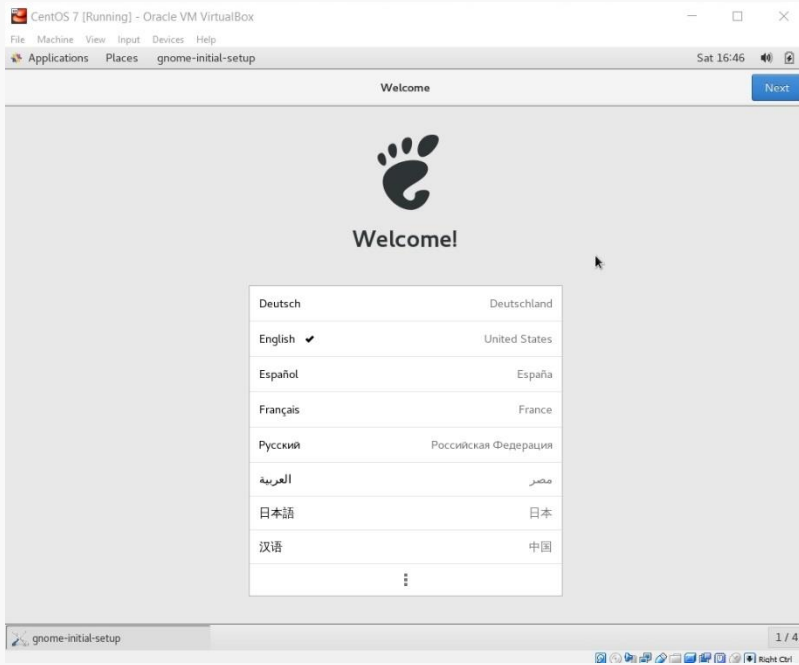 CentOS 7 [Running] - Oracle VM VirtualBox
File Machine View Input Devices Help
Applications Places gnome-initial-setup Sat 16:46
Welcome Next
Welcome!
Deutsch Deutschland
English ✔ United States
Español España
Français France
Русский Российская Федерация
العربية مصر
日本語 日本
汉语 中国
gnome-initial-setup 1 / 4
Right Ctrl